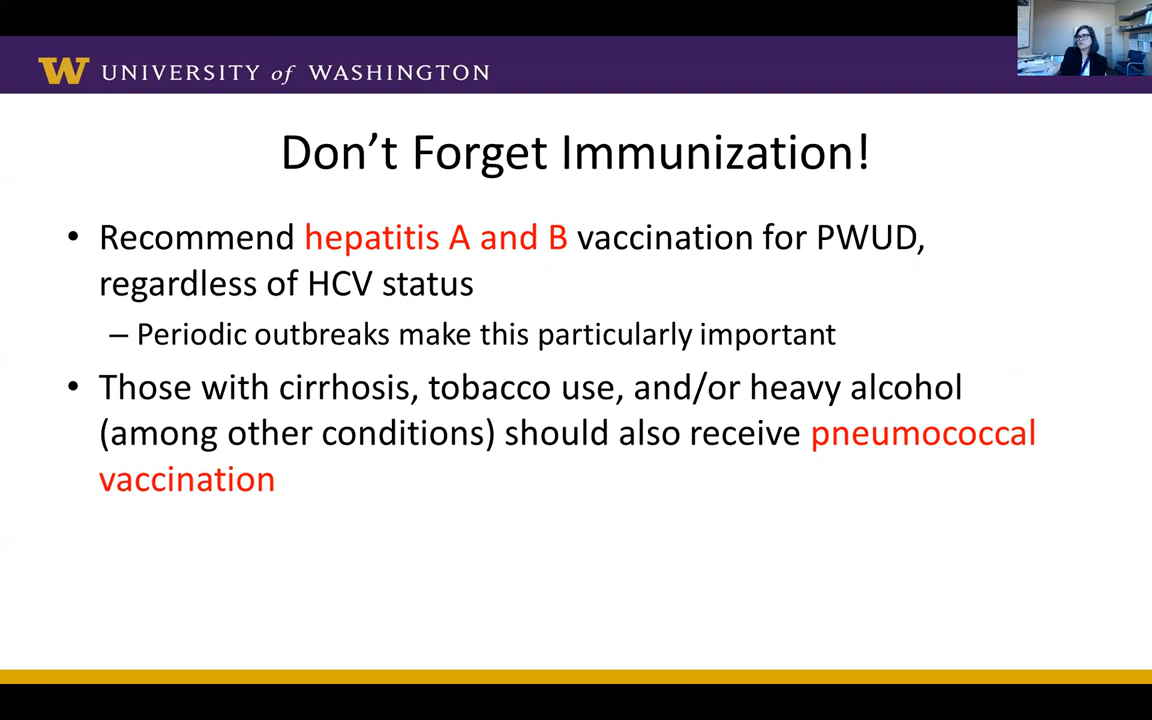 W UNIVERSITY of WASHINGTON
Don’t Forget Immunization!
• Recommend hepatitis A and B vaccination for PWUD,
regardless of HCV status
– Periodic outbreaks make this particularly important
• Those with cirrhosis, tobacco use, and/or heavy alcohol
(among other conditions) should also receive pneumococcal
vaccination